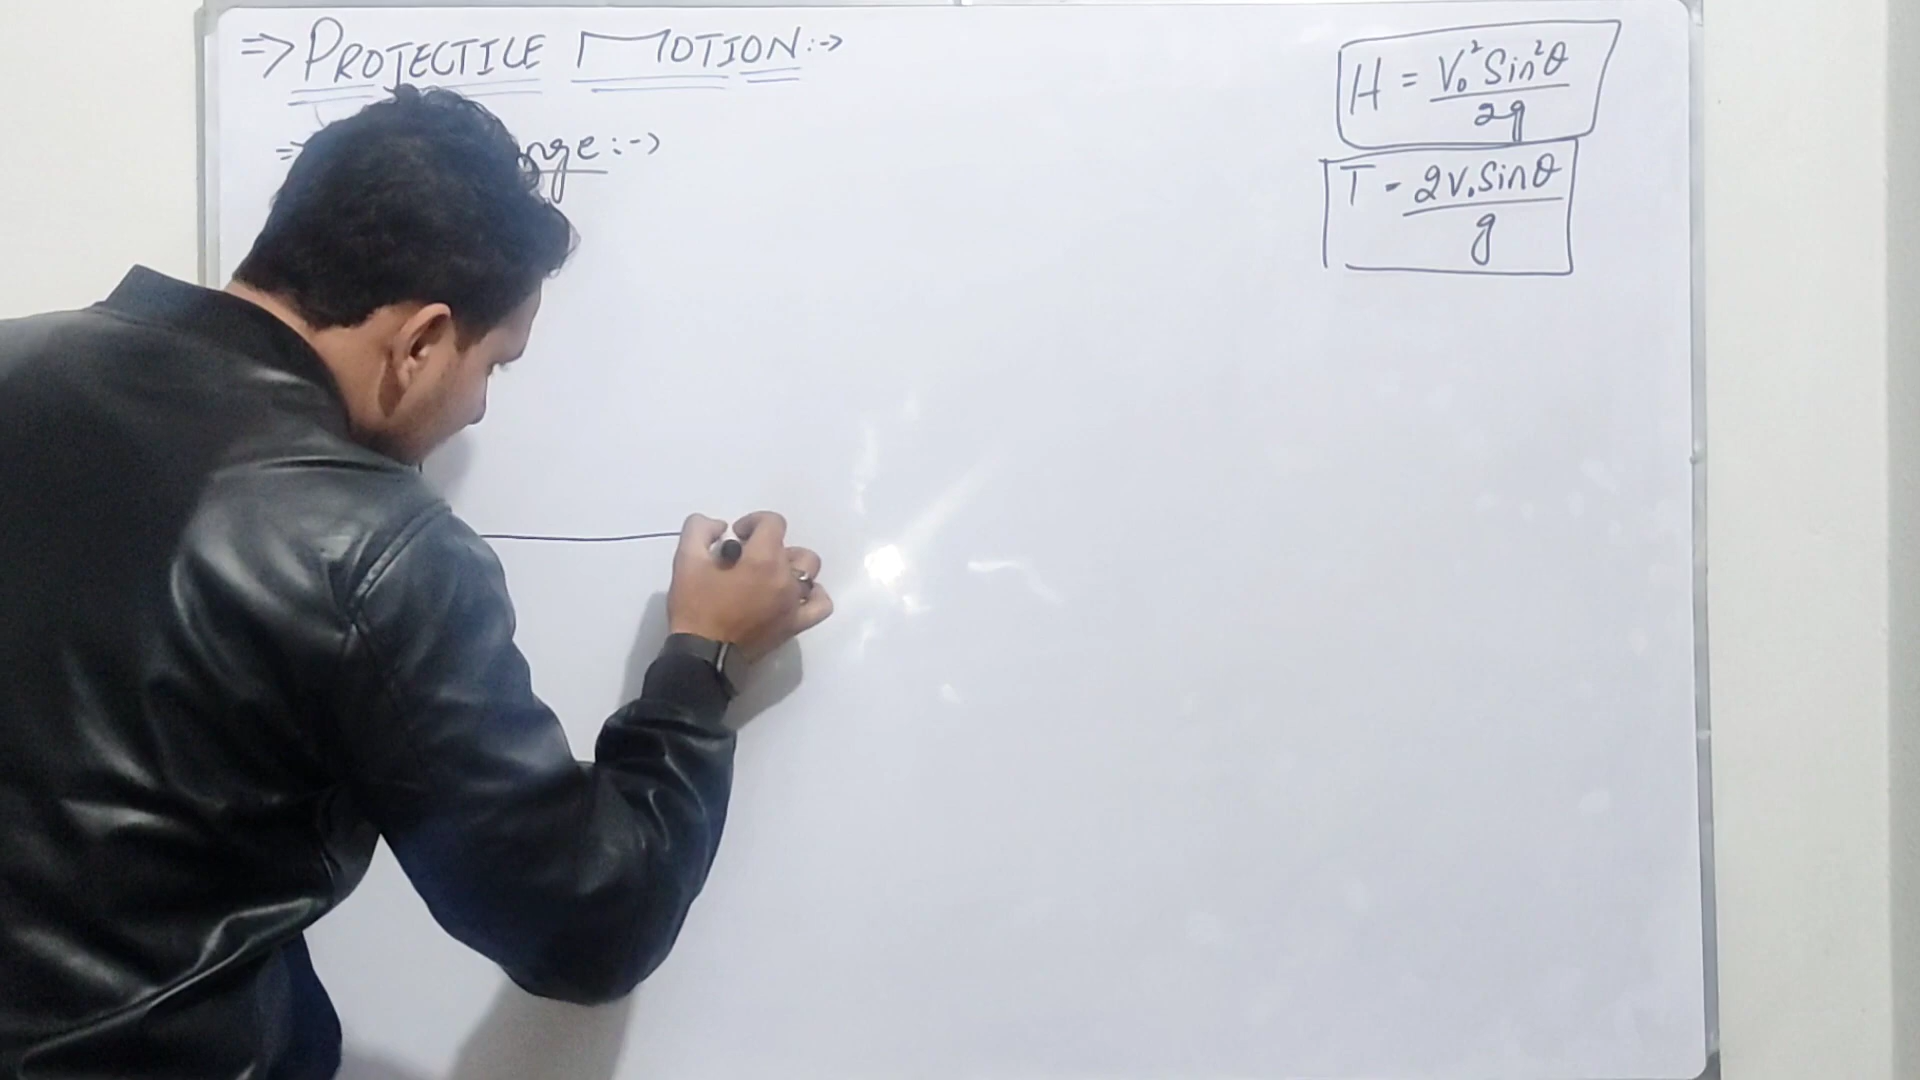 => PROJECTILE MOTION :->
nge :->
H = V₀² Sin²θ / 2g
T - 2V₀ Sinθ / g